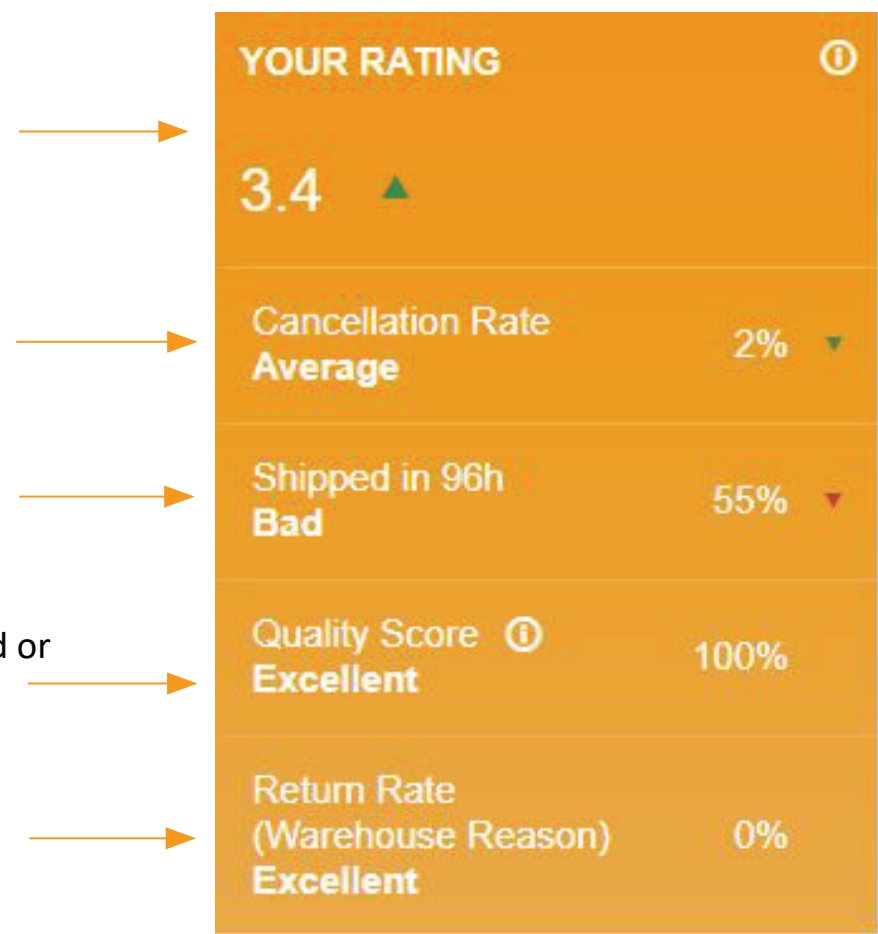 YOUR RATING
3.4
Cancellation Rate
Average
2%
Shipped in 96h
Bad
55%
or
Quality Score
Excellent
100%
Return Rate
(Warehouse Reason)
Excellent
0%